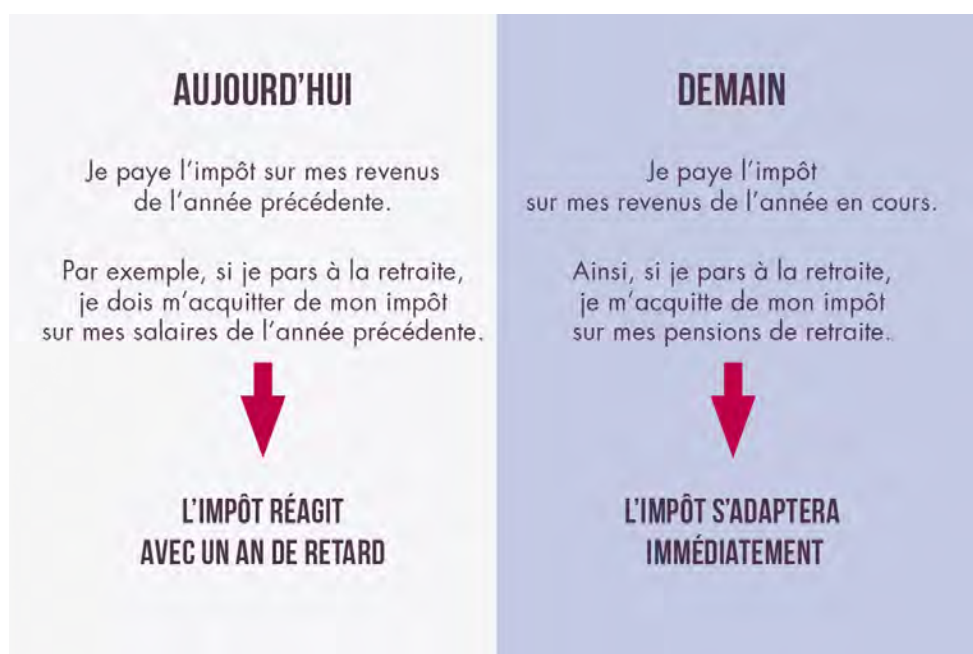 AUJOURD'HUI
Je paye l'impôt sur mes revenus
de l'année précédente.
Par exemple, si je pars à la retraite,
je dois m'acquitter de mon impôt
sur mes salaires de l'année précédente.
L'IMPÔT RÉAGIT
AVEC UN AN DE RETARD
DEMAIN
Je paye l'impôt
sur mes revenus de l'année en cours.
Ainsi, si je pars à la retraite,
je m'acquitte de mon impôt
sur mes pensions de retraite.
L'IMPÔT S'ADAPTERA
IMMÉDIATEMENT